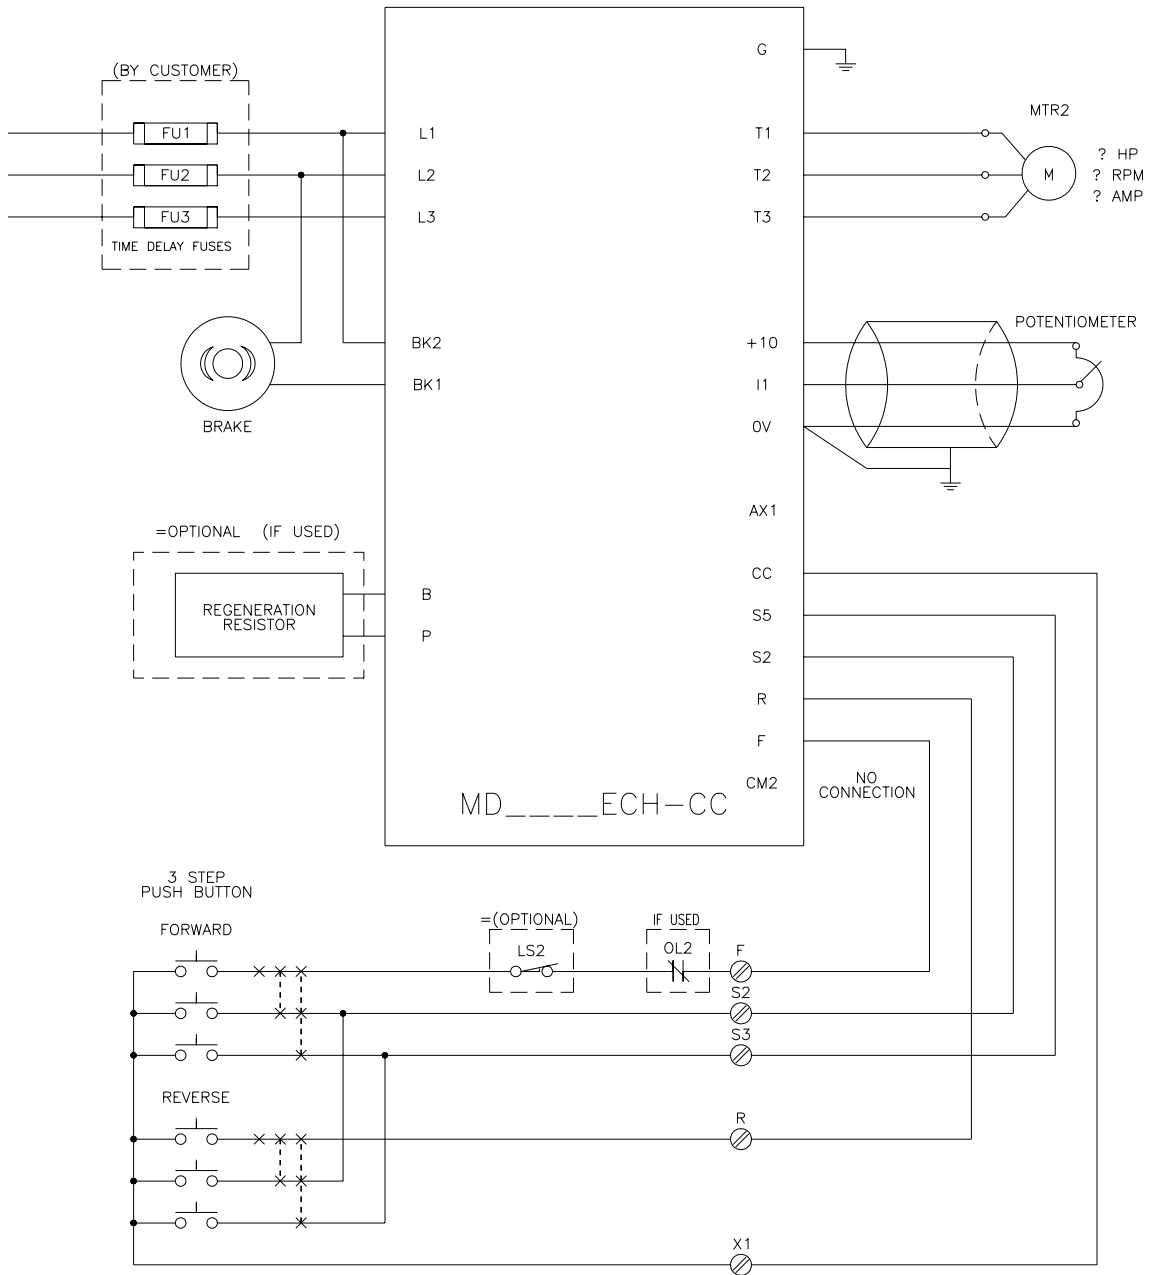 G
(BY CUSTOMER)
MTR2
FU1
L1
T1
? HP
FU2
L2
T2
M
? RPM
? AMP
FU3
L3
T3
TIME DELAY FUSES
POTENTIOMETER
BK2
+10
BK1
I1
BRAKE
0V
AX1
=OPTIONAL (IF USED)
CC
B
REGENERATION
RESISTOR
S5
P
S2
R
F
CM2
NO
CONNECTION
MD____ECH-CC
3 STEP
PUSH BUTTON
FORWARD
=(OPTIONAL)
IF USED
LS2
OL2
F
S2
S3
REVERSE
R
X1